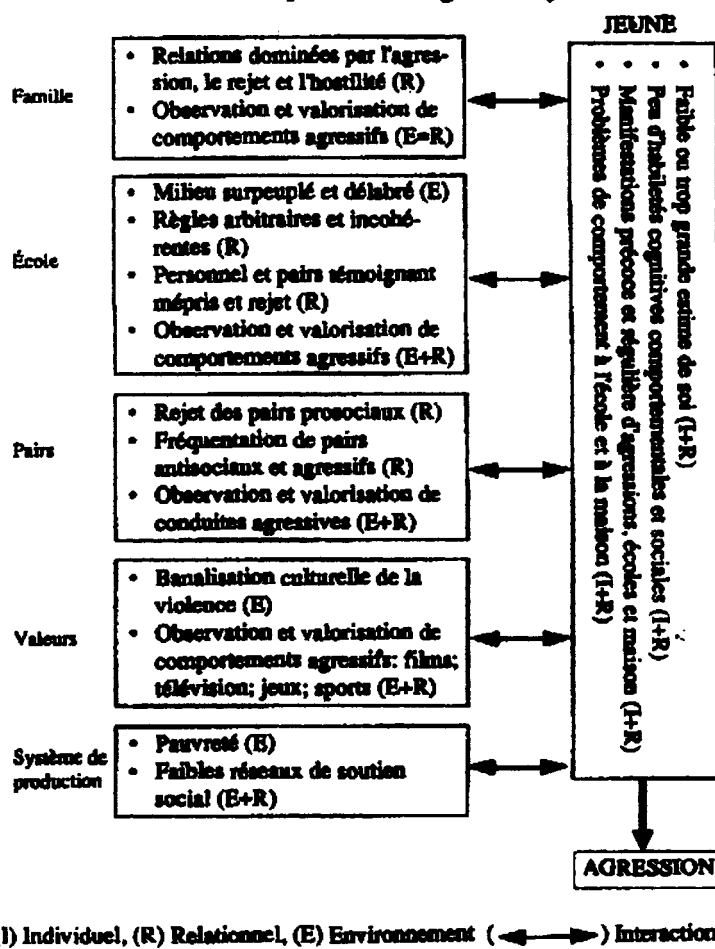 JEUNE
Famille
• Relations dominées par l'agres-
sion, le rejet et l'hostilité (R)
• Observation et valorisation de
comportements agressifs (E=R)
École
• Milieu surpeuplé et délabré (E)
• Règles arbitraires et incohé-
rentes (R)
• Personnel et pairs témoignant
mépris et rejet (R)
• Observation et valorisation de
comportements agressifs (E+R)
Pairs
• Rejet des pairs prosociaux (R)
• Fréquentation de pairs
antisociaux et agressifs (R)
• Observation et valorisation de
conduites agressives (E+R)
Valeurs
• Banalisation culturelle de la
violence (E)
• Observation et valorisation de
comportements agressifs: films;
télévision; jeux; sports (E+R)
Système de
production
• Pauvreté (E)
• Faibles réseaux de soutien
social (E+R)
• Faible ou trop grande estime de soi (I+R)
• Peu d'habiletés cognitives comportementales et sociales (I+R)
• Manifestations précoce et régulière d'agressions, écoles et maison (I+R)
• Problèmes de comportement à l'école et à la maison (I+R)
AGRESSION
I) Individuel, (R) Relationnel, (E) Environnement ( ◄──► ) Interaction